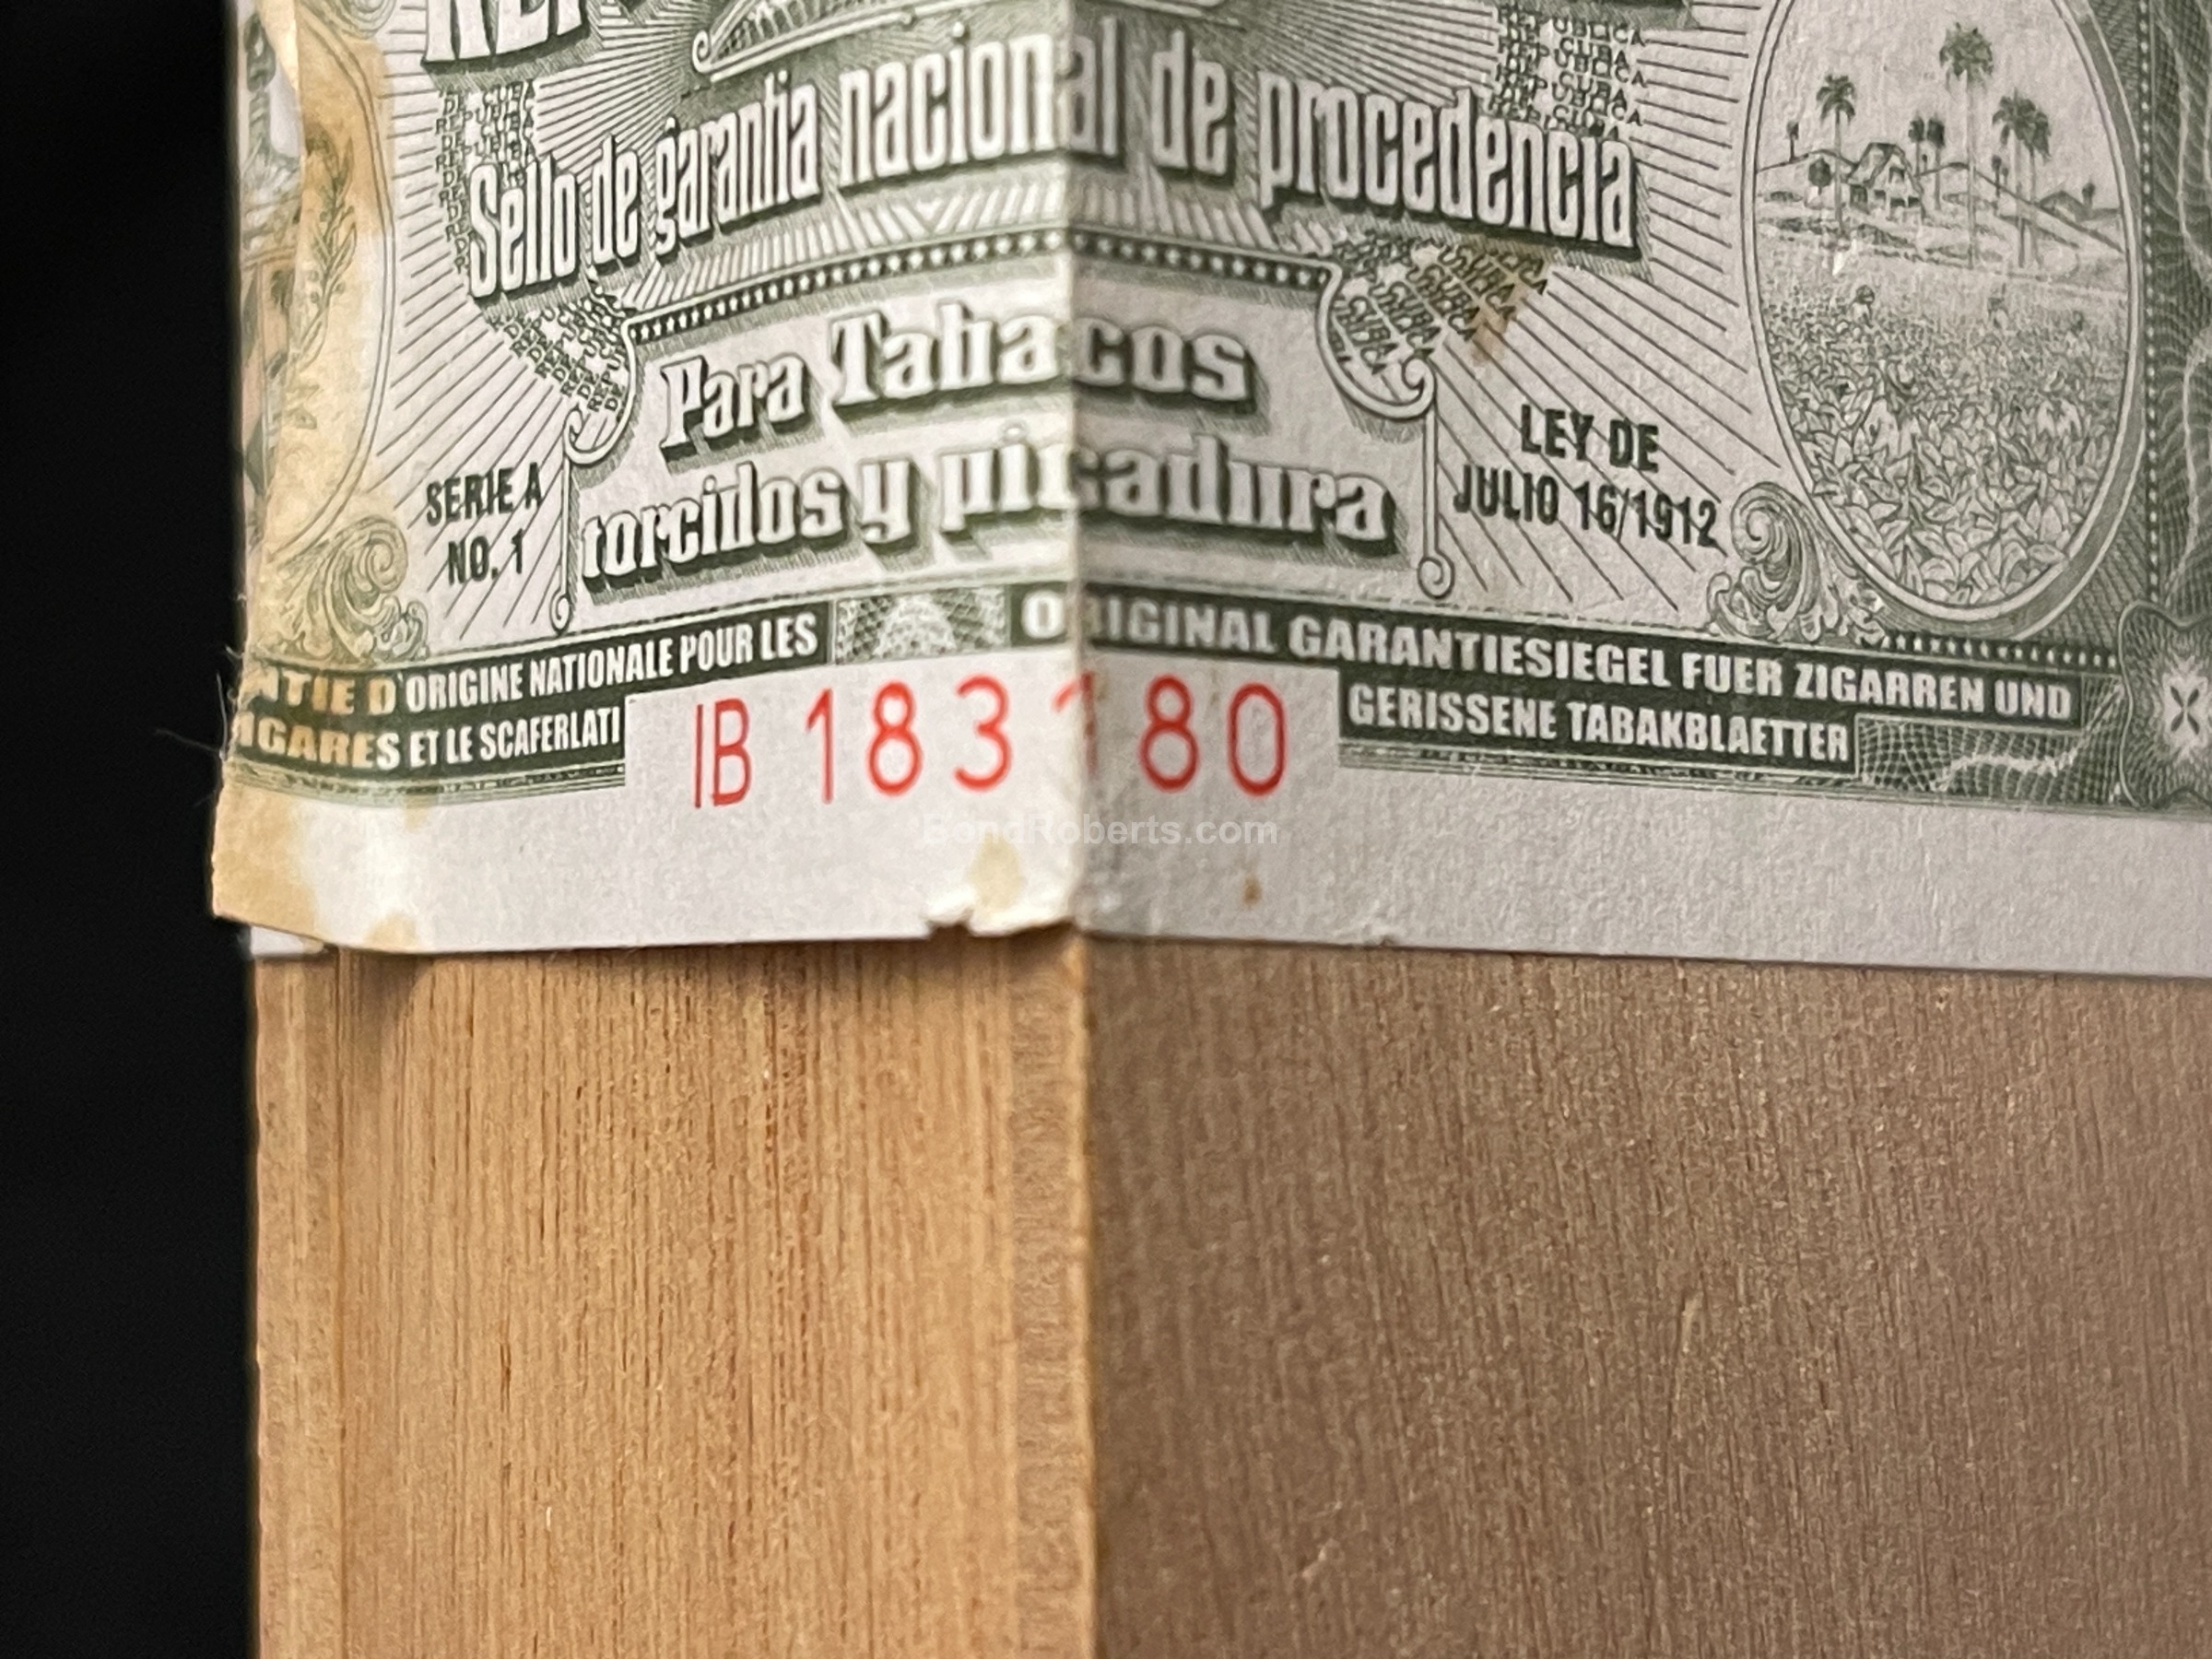 Sello de garantia nacional de procedencia
Para Tabacos
torcidos y picadura
SERIE A
NO. 1
LEY DE
JULIO 16/1912
D'ORIGINE NATIONALE POUR LES
ET LE SCAFERLATI
ORIGINAL GARANTIESIEGEL FUER ZIGARREN UND
GERISSENE TABAKBLAETTER
IB 183180
BondRoberts.com